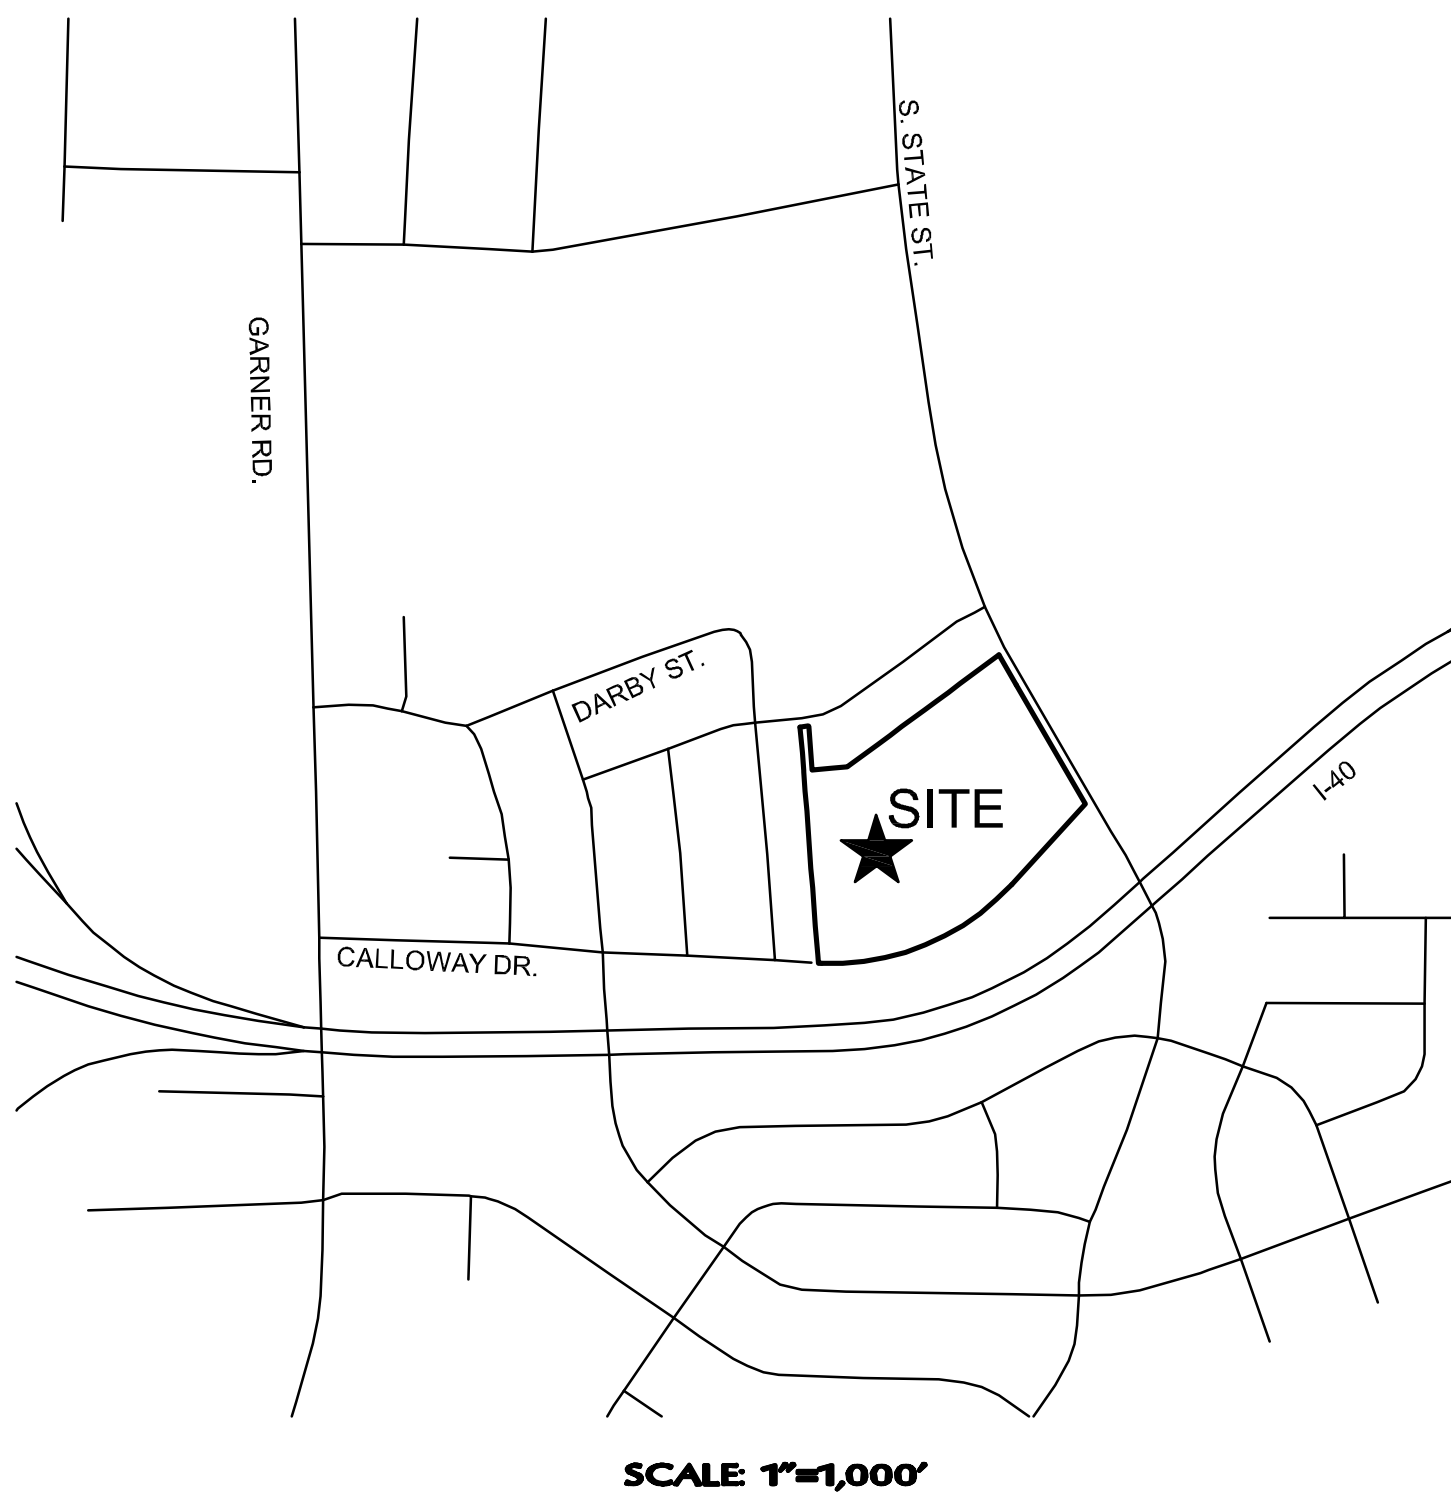 S. STATE ST.
GARNER RD.
DARBY ST.
I-40
SITE
CALLOWAY DR.
SCALE: 1"=1,000'